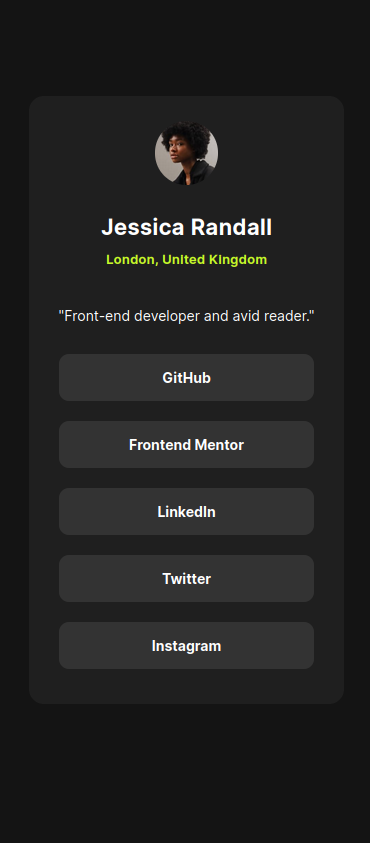 Jessica Randall
London, United KIngdom
"Front-end developer and avid reader."
GitHub
Frontend Mentor
LinkedIn
Twitter
Instagram